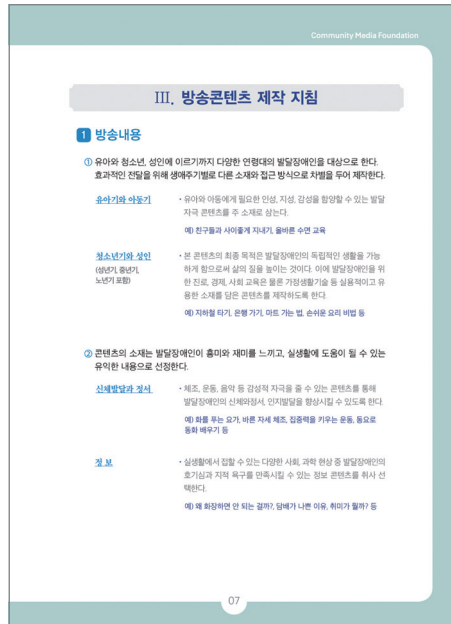 Community Media Foundation
III. 방송콘텐츠 제작 지침
1 방송내용
① 유아와 청소년, 성인에 이르기까지 다양한 연령대의 발달장애인을 대상으로 한다.
효과적인 전달을 위해 생애주기별로 다른 소재와 접근 방식으로 차별을 두어 제작한다.
유아기와 아동기
• 유아와 아동에게 필요한 인성, 지성, 감성을 함양할 수 있는 발달
자극 콘텐츠를 주 소재로 삼는다.
예) 친구들과 사이좋게 지내기, 올바른 수면 교육
청소년기와 성인
(성년기, 중년기,
노년기 포함)
• 본 콘텐츠의 최종 목적은 발달장애인의 독립적인 생활을 가능
하게 함으로써 삶의 질을 높이는 것이다. 이에 발달장애인을 위
한 진로, 경제, 사회 교육은 물론 가정생활기술 등 실용적이고 유
용한 소재를 담은 콘텐츠를 제작하도록 한다.
예) 지하철 타기, 은행 가기, 마트 가는 법, 손쉬운 요리 비법 등
② 콘텐츠의 소재는 발달장애인이 흥미와 재미를 느끼고, 실생활에 도움이 될 수 있는
유익한 내용으로 선정한다.
신체발달과 정서
• 체조, 운동, 음악 등 감성적 자극을 줄 수 있는 콘텐츠를 통해
발달장애인의 신체와정서, 인지발달을 향상시킬 수 있도록 한다.
예) 화를 푸는 요가, 바른 자세 체조, 집중력을 키우는 운동, 동요로
동화 배우기 등
정 보
• 실생활에서 접할 수 있는 다양한 사회, 과학 현상 중 발달장애인의
호기심과 지적 욕구를 만족시킬 수 있는 정보 콘텐츠를 취사 선
택한다.
예) 왜 화장하면 안 되는 걸까?, 담배가 나쁜 이유, 취미가 뭘까? 등
07